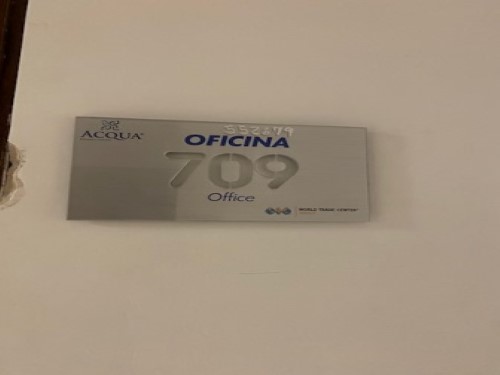 ACQUA
OFICINA
709
Office
WORLD TRADE CENTER